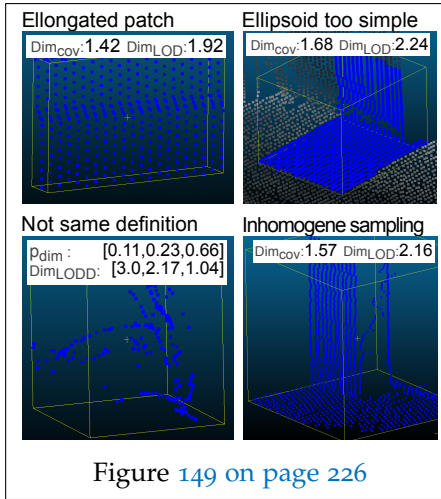 Ellongated patch
Dimcov:1.42 DimLOD:1.92
Ellipsoid too simple
Dimcov:1.68 DimLOD:2.24
Not same definition
pdim : [0.11,0.23,0.66]
DimLODD: [3.0,2.17,1.04]
Inhomogene sampling
Dimcov:1.57 DimLOD:2.16
Figure 149 on page 226